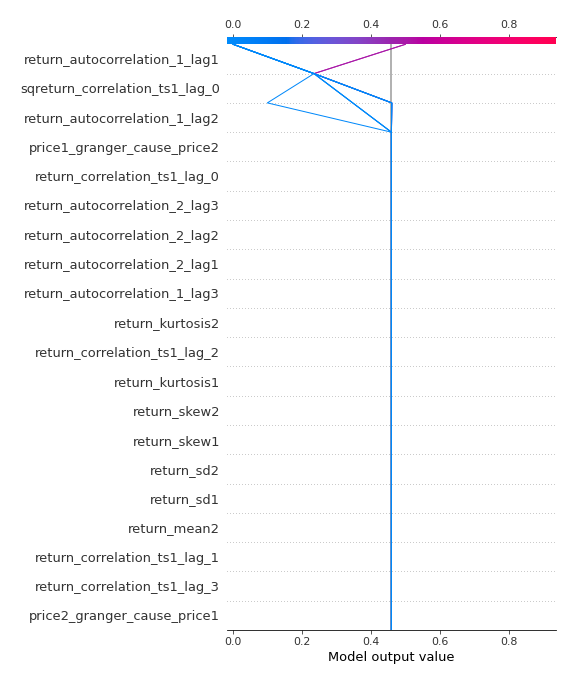 0.0 0.2 0.4 0.6 0.8
return_autocorrelation_1_lag1
sqreturn_correlation_ts1_lag_0
return_autocorrelation_1_lag2
price1_granger_cause_price2
return_correlation_ts1_lag_0
return_autocorrelation_2_lag3
return_autocorrelation_2_lag2
return_autocorrelation_2_lag1
return_autocorrelation_1_lag3
return_kurtosis2
return_correlation_ts1_lag_2
return_kurtosis1
return_skew2
return_skew1
return_sd2
return_sd1
return_mean2
return_correlation_ts1_lag_1
return_correlation_ts1_lag_3
price2_granger_cause_price1
0.0 0.2 0.4 0.6 0.8
Model output value